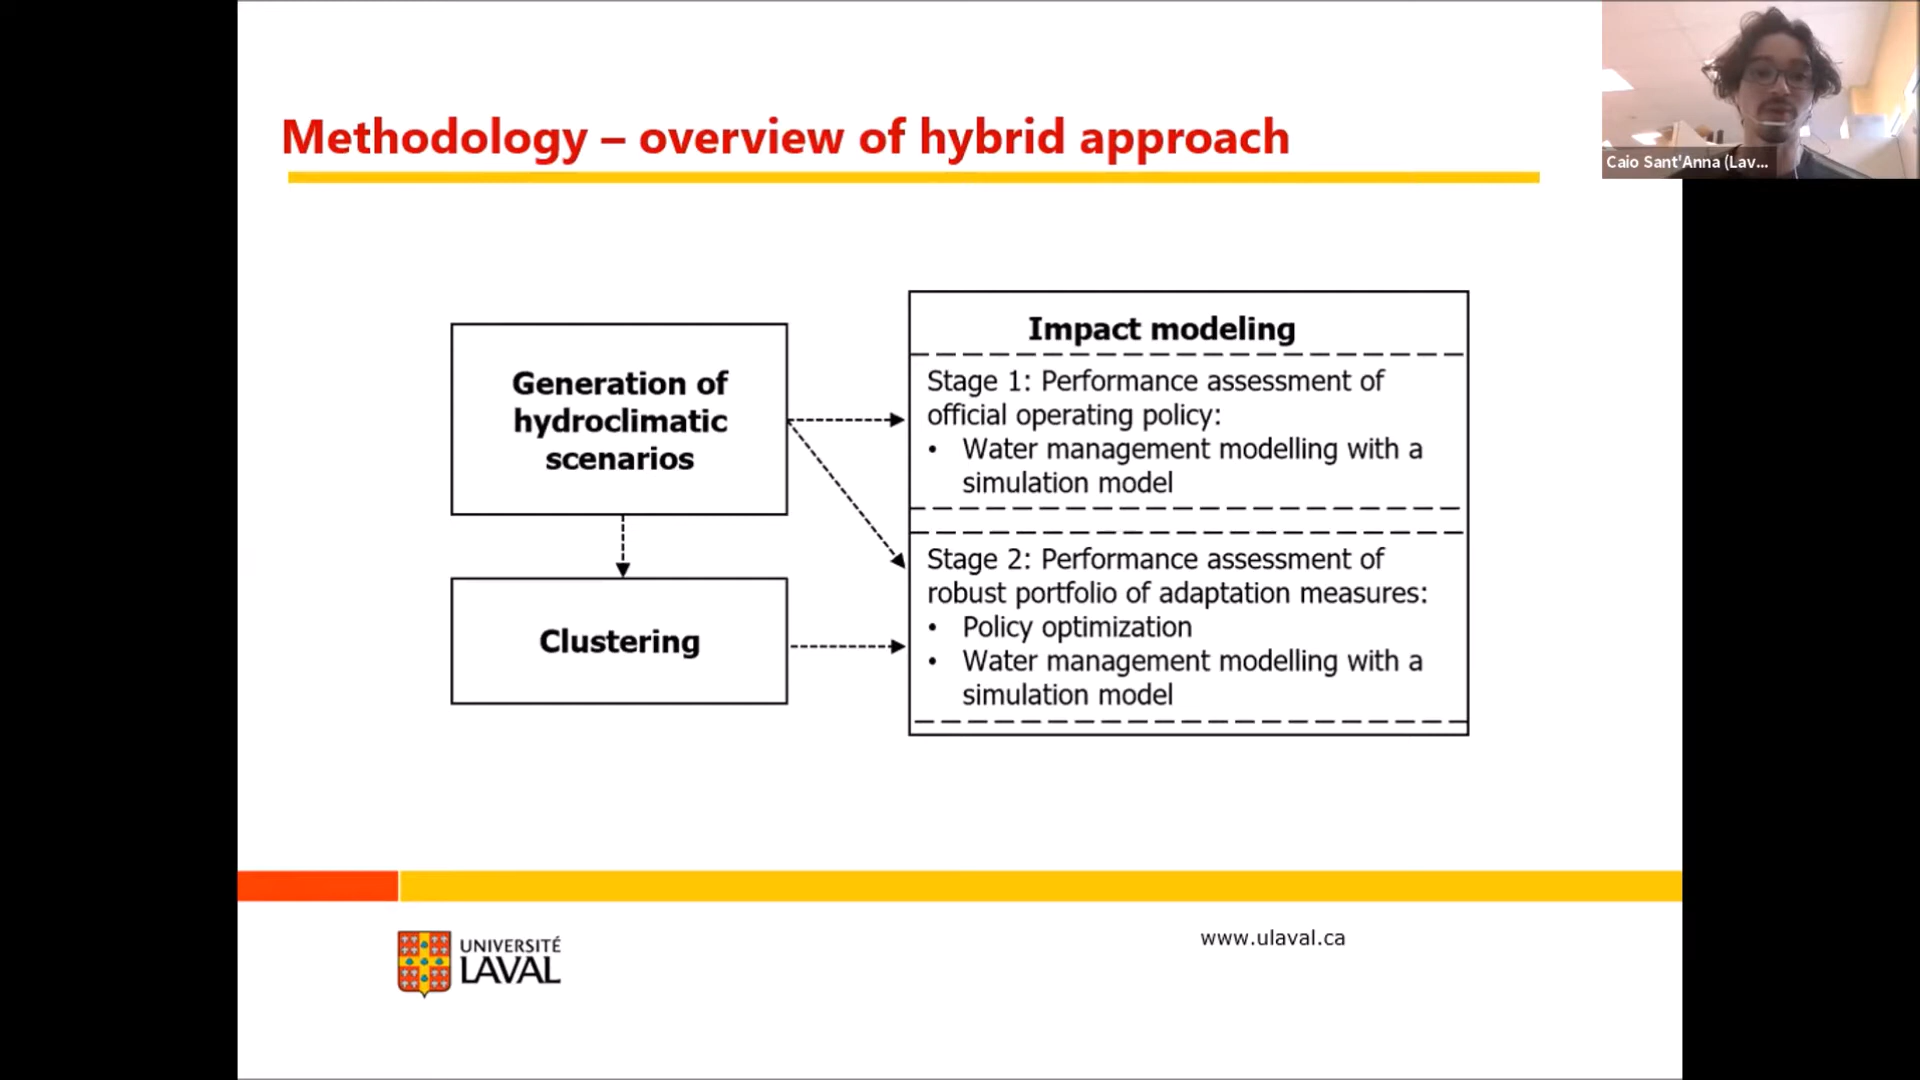 Methodology – overview of hybrid approach
Caio Sant'Anna (Lav...
Generation of
hydroclimatic
scenarios
Clustering
Impact modeling
Stage 1: Performance assessment of
official operating policy:
• Water management modelling with a
simulation model
Stage 2: Performance assessment of
robust portfolio of adaptation measures:
• Policy optimization
• Water management modelling with a
simulation model
UNIVERSITÉ
LAVAL
www.ulaval.ca